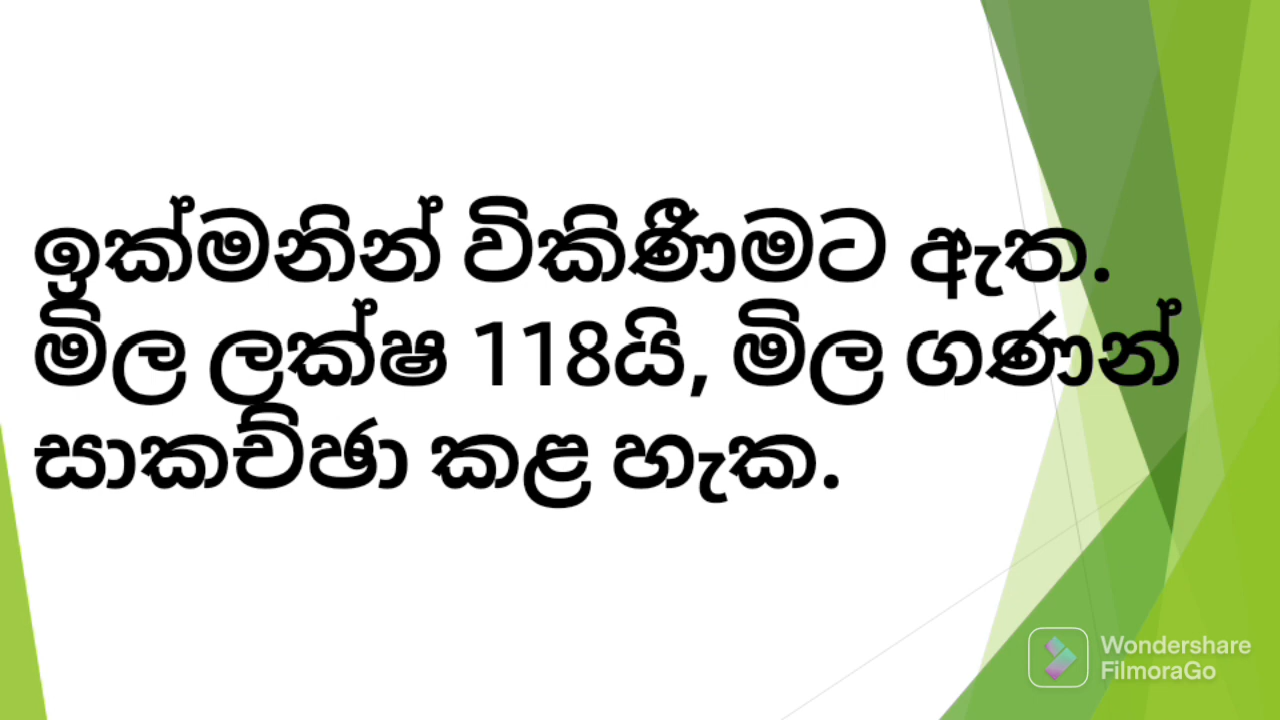 ඉක්මනින් විකිණීමට ඇත.
මිල ලක්ෂ 118යි, මිල ගණන්
සාකච්ඡා කළ හැක.
Wondershare
FilmoraGo